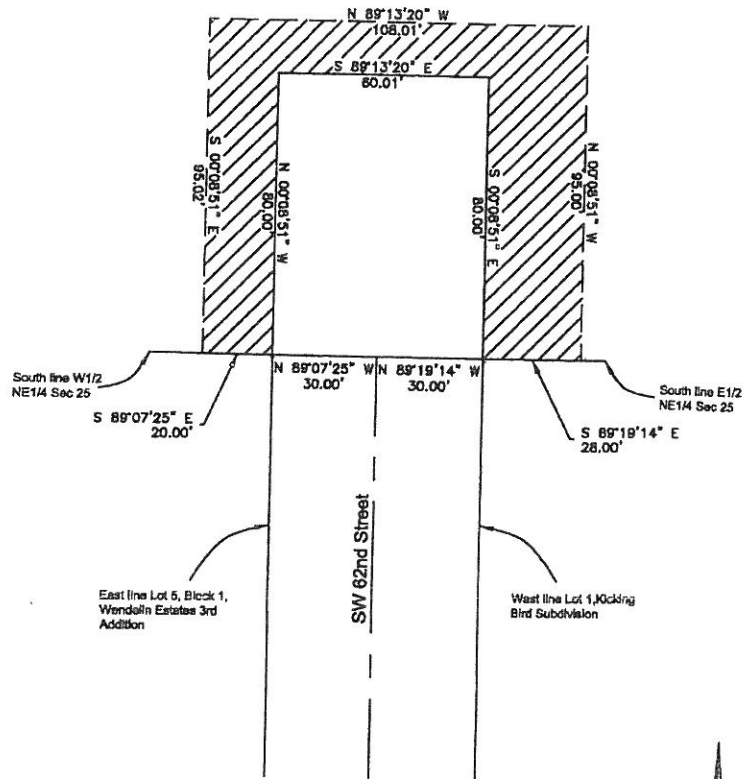 N 89°13'20" W
108.01'
S 89°13'20" E
60.01'
S 00°08'51" E
95.02'
N 00°08'51" W
80.00'
S 00°08'51" E
80.00'
N 00°08'51" W
95.00'
South line W1/2
NE1/4 Sec 25
S 89°07'25" E
20.00'
N 89°07'25" W
30.00'
N 89°19'14" W
30.00'
South line E1/2
NE1/4 Sec 25
S 89°19'14" E
28.00'
SW 62nd Street
East line Lot 5, Block 1,
Wendelin Estates 3rd
Addition
West line Lot 1,Kicking
Bird Subdivision